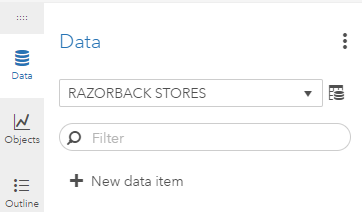 Data
Data
RAZORBACK STORES
Objects
Filter
New data item
Outline